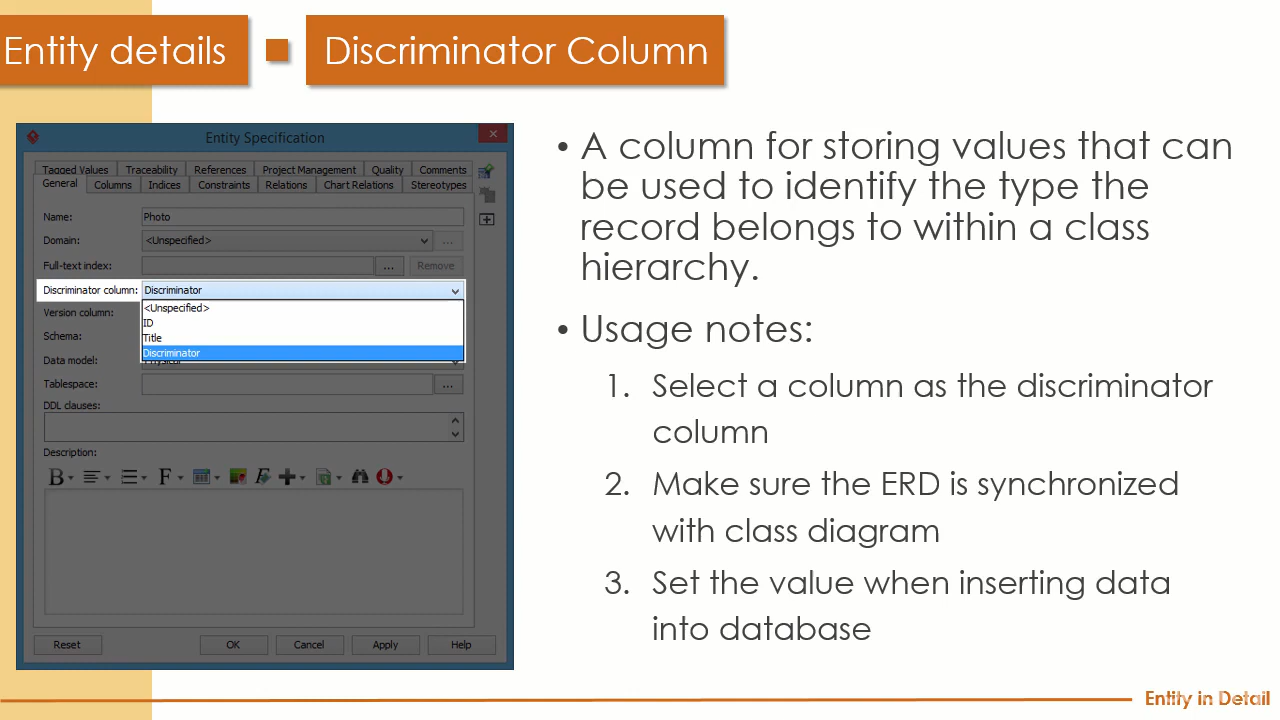 Entity details
Discriminator Column
Entity Specification
Tagged Values Traceability References Project Management Quality Comments
General Columns Indices Constraints Relations Chart Relations Stereotypes
Name: Photo
Domain: <Unspecified> ...
Full-text index: ... Remove
Discriminator column: Discriminator
<Unspecified>
Version column:
ID
Schema:
Title
Discriminator
Data model: Physical
Tablespace: ...
DDL clauses:
Description:
B F
Reset OK Cancel Apply Help
• A column for storing values that can
be used to identify the type the
record belongs to within a class
hierarchy.
• Usage notes:
1. Select a column as the discriminator
column
2. Make sure the ERD is synchronized
with class diagram
3. Set the value when inserting data
into database
Entity in Detail